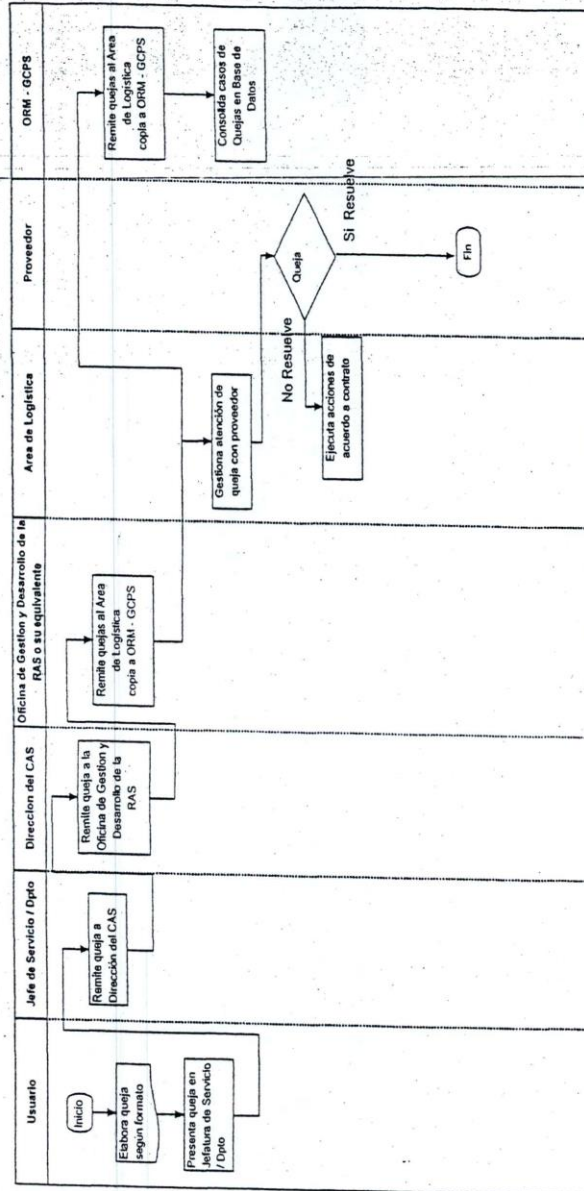 Usuario
Inicio
Elabora queja
según formato
Presenta queja en
Jefatura de Servicio
/ Dpto
Jefe de Servicio / Dpto
Remite queja a
Dirección del CAS
Direccion del CAS
Remite queja a la
Oficina de Gestion y
Desarrollo de la
RAS
Oficina de Gestion y Desarrollo de la
RAS o su equivalente
Remite quejas al Area
de Logística
copia a ORM - GCPS
Area de Logística
Gestiona atención de
queja con proveedor
Ejecuta acciones de
acuerdo a contrato
Proveedor
Queja
No Resuelve
Si Resuelve
Fin
ORM - GCPS
Remite quejas al Area
de Logística
copia a ORM - GCPS
Consolida casos de
Quejas en Base de
Datos